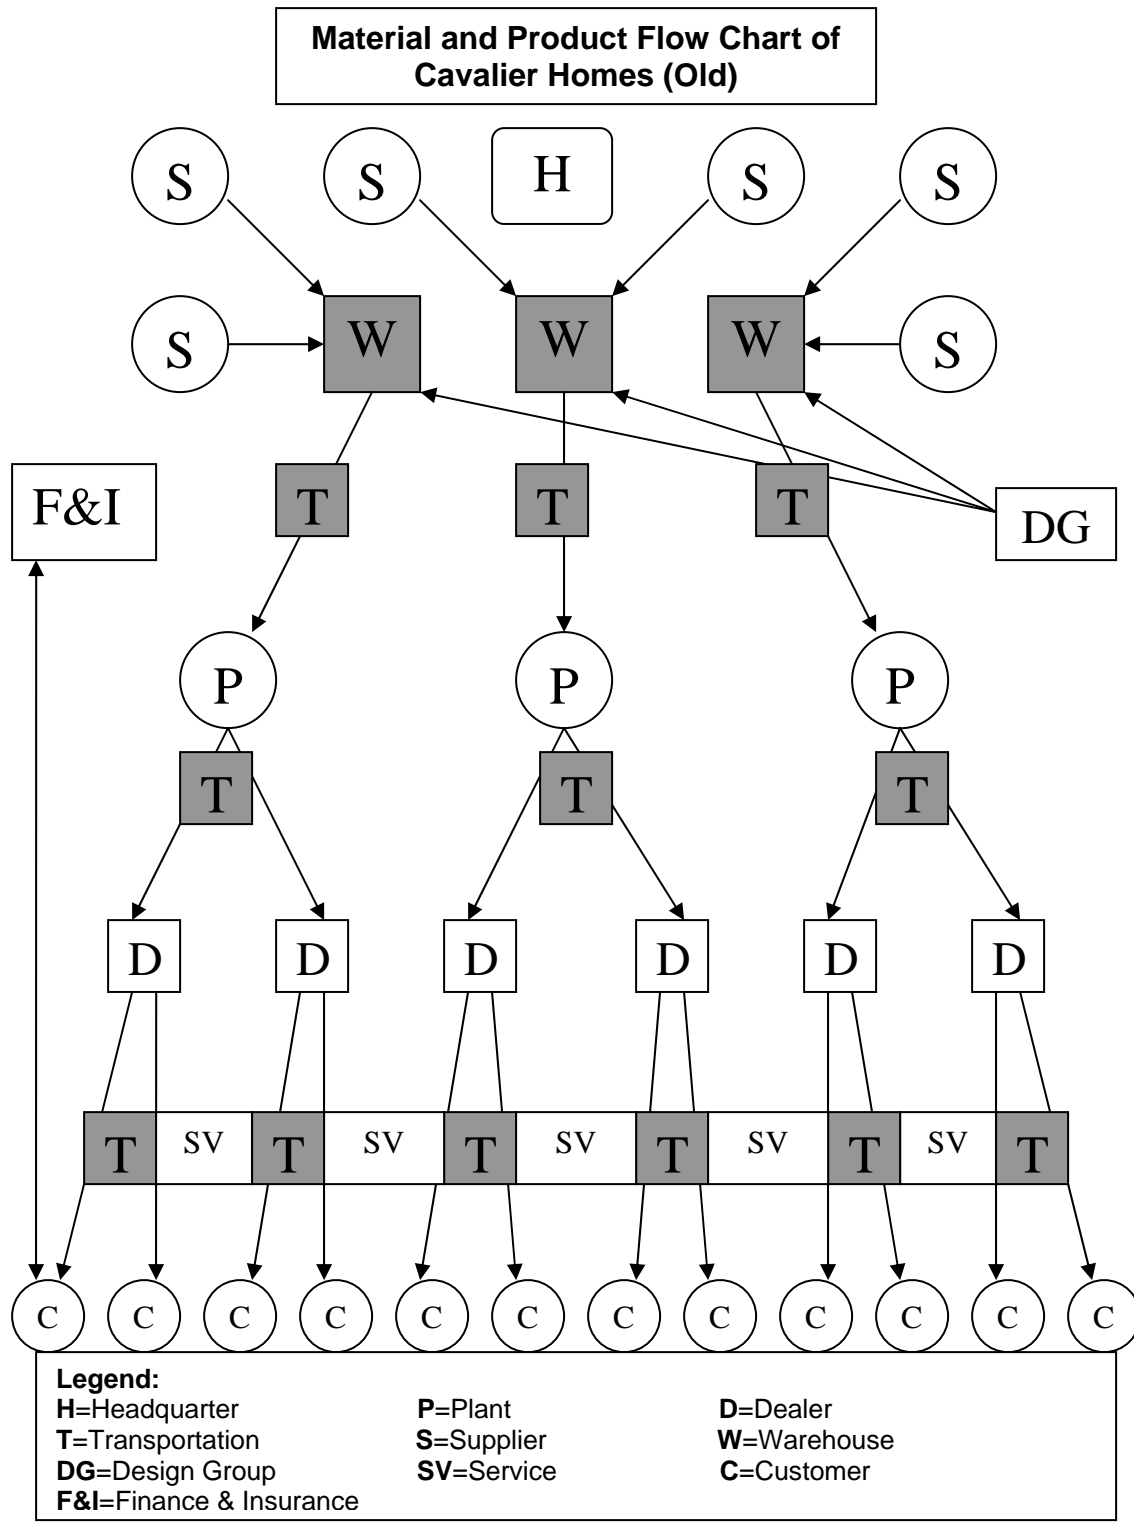 Material and Product Flow Chart of
Cavalier Homes (Old)
S S H S S
S W W W S
F&I T T T DG
P P P
T T T
D D D D D D
T SV T SV T SV T SV T SV T
C C C C C C C C C C C C
Legend:
H=Headquarter P=Plant D=Dealer
T=Transportation S=Supplier W=Warehouse
DG=Design Group SV=Service C=Customer
F&I=Finance & Insurance